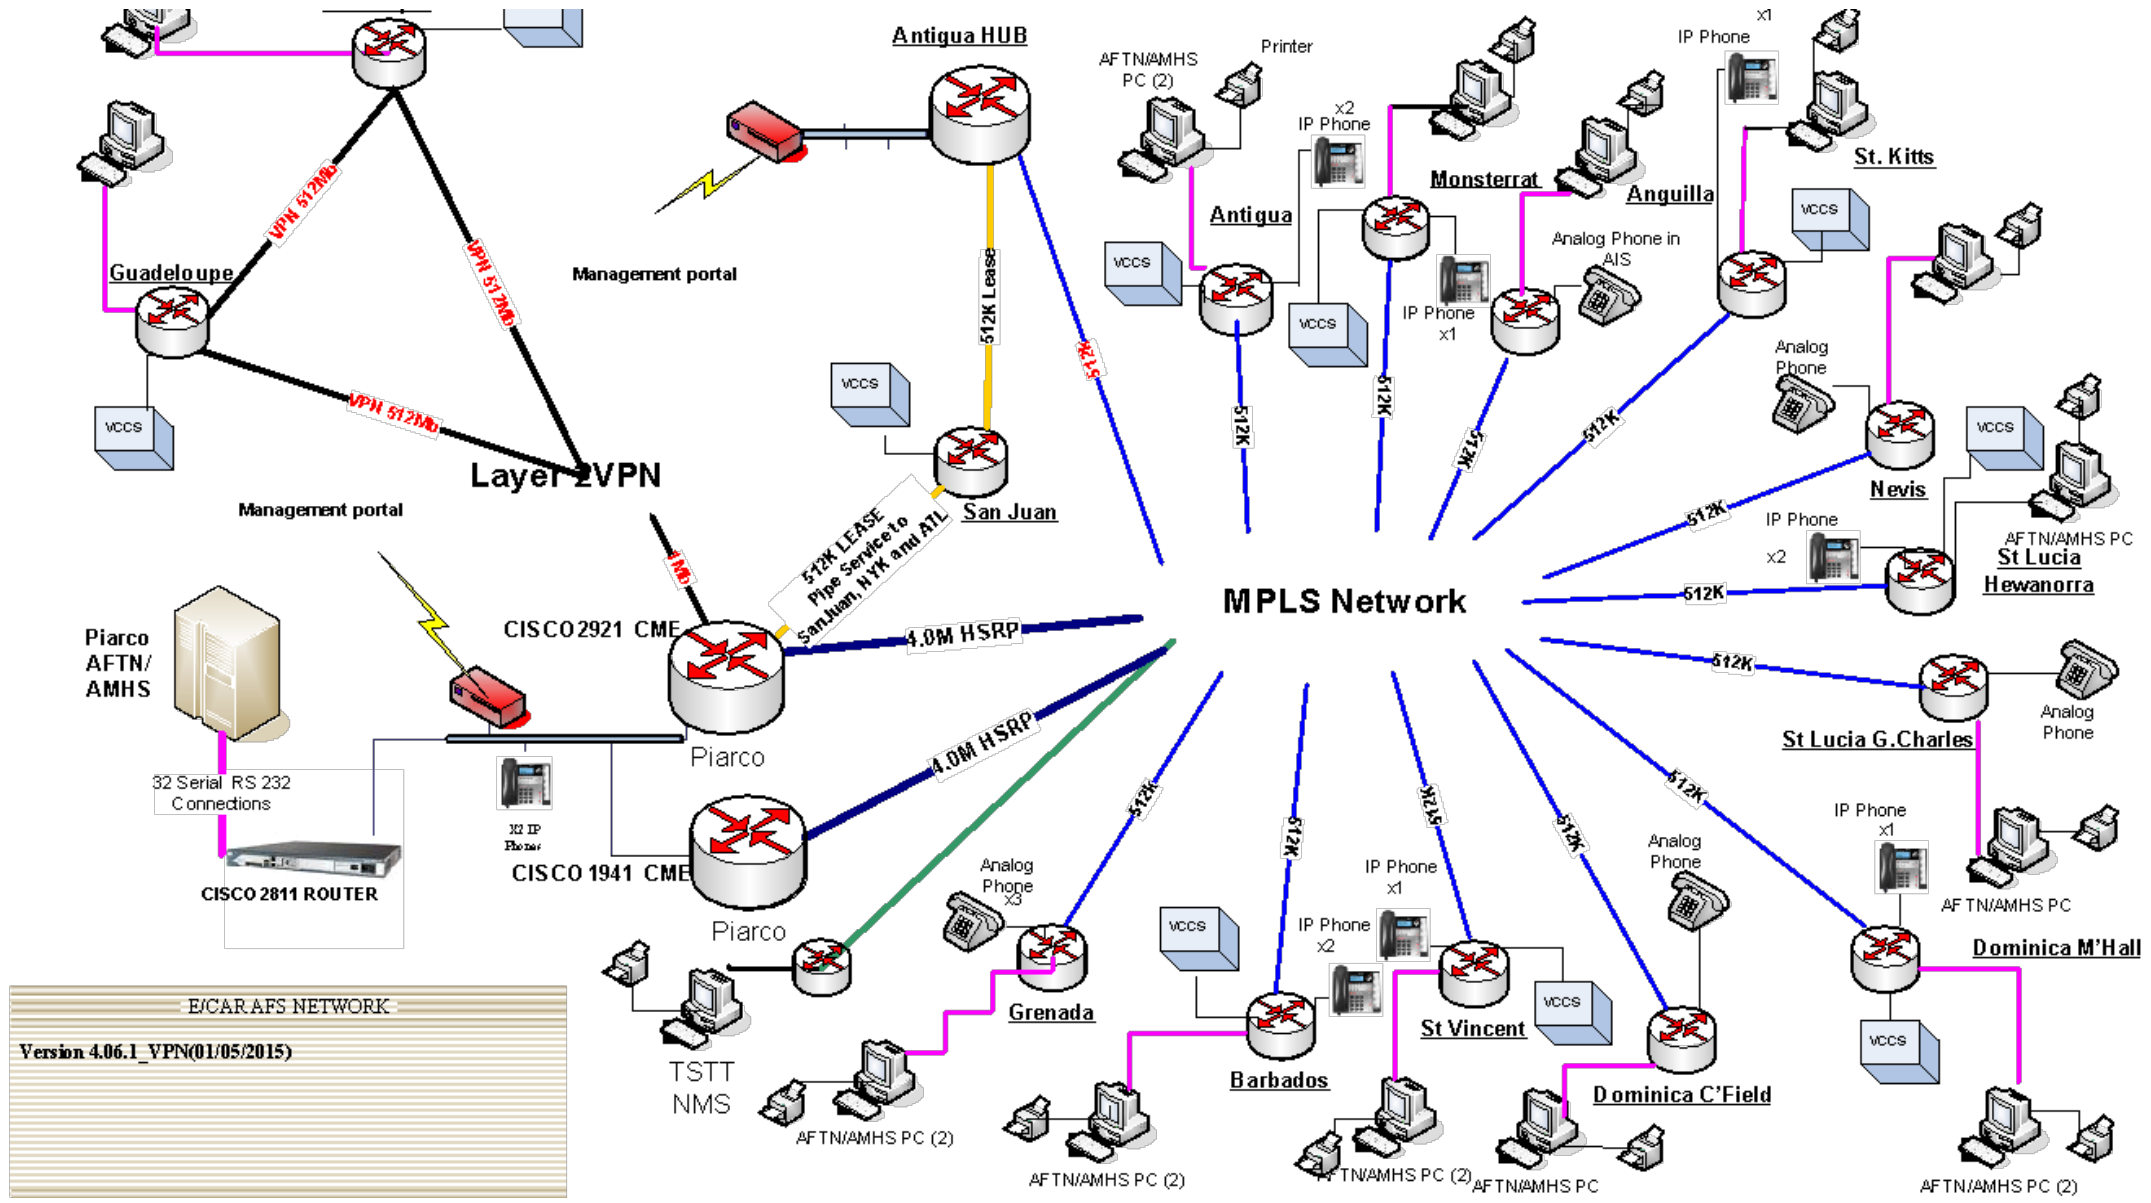 Antigua HUB
AFTN/AMHS
PC (2)
Printer
x2
IP Phone
x1
IP Phone
St. Kitts
Monsterrat
Anguilla
Antigua
VCCS
VCCS
VCCS
IP Phone
x1
Analog Phone in
AIS
Guadeloupe
VPN 512Mb
VPN 512Mb
VPN 512Mb
VCCS
Management portal
512K Lease
512K
512K
512K
512K
512K
VCCS
Analog
Phone
VCCS
Nevis
Layer 2VPN
San Juan
512K LEASE
Pipe Service to
SanJuan, NYK and ATL
Management portal
1Mb
512K
IP Phone
x2
AFTN/AMHS PC
St Lucia
Hewanorra
512K
MPLS Network
Piarco
AFTN/
AMHS
CISCO2921 CME
4.0M HSRP
Piarco
4.0M HSRP
512K
St Lucia G.Charles
Analog
Phone
32 Serial RS 232
Connections
X2 IP
Phones
CISCO 2811 ROUTER
CISCO 1941 CME
Piarco
512K
512K
512K
512K
512K
IP Phone
x1
AFTN/AMHS PC
Dominica M'Hall
VCCS
AFTN/AMHS PC (2)
Analog
Phone
x3
Grenada
AFTN/AMHS PC (2)
TSTT
NMS
VCCS
IP Phone
x2
Barbados
AFTN/AMHS PC (2)
IP Phone
x1
VCCS
St Vincent
AFTN/AMHS PC (2)
Analog
Phone
Dominica C'Field
AFTN/AMHS PC
E/CAR AFS NETWORK
Version 4.06.1_VPN(01/05/2015)